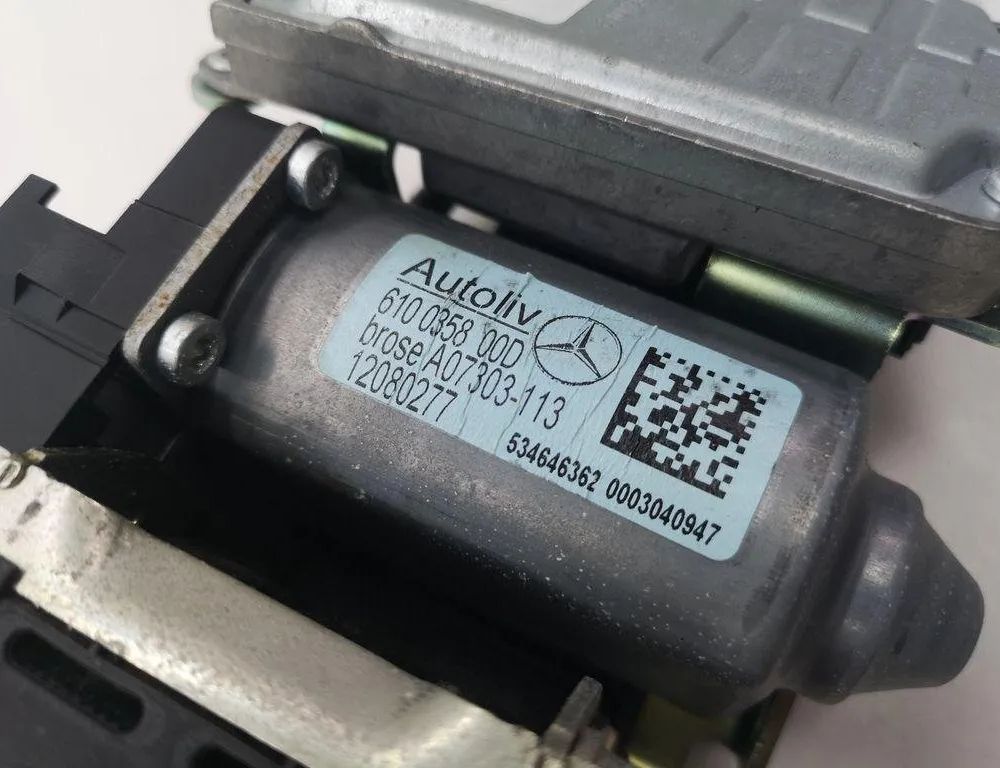 Autoliv
610 0358 00D
brose A07303-113
12080277
534646362 0003040947